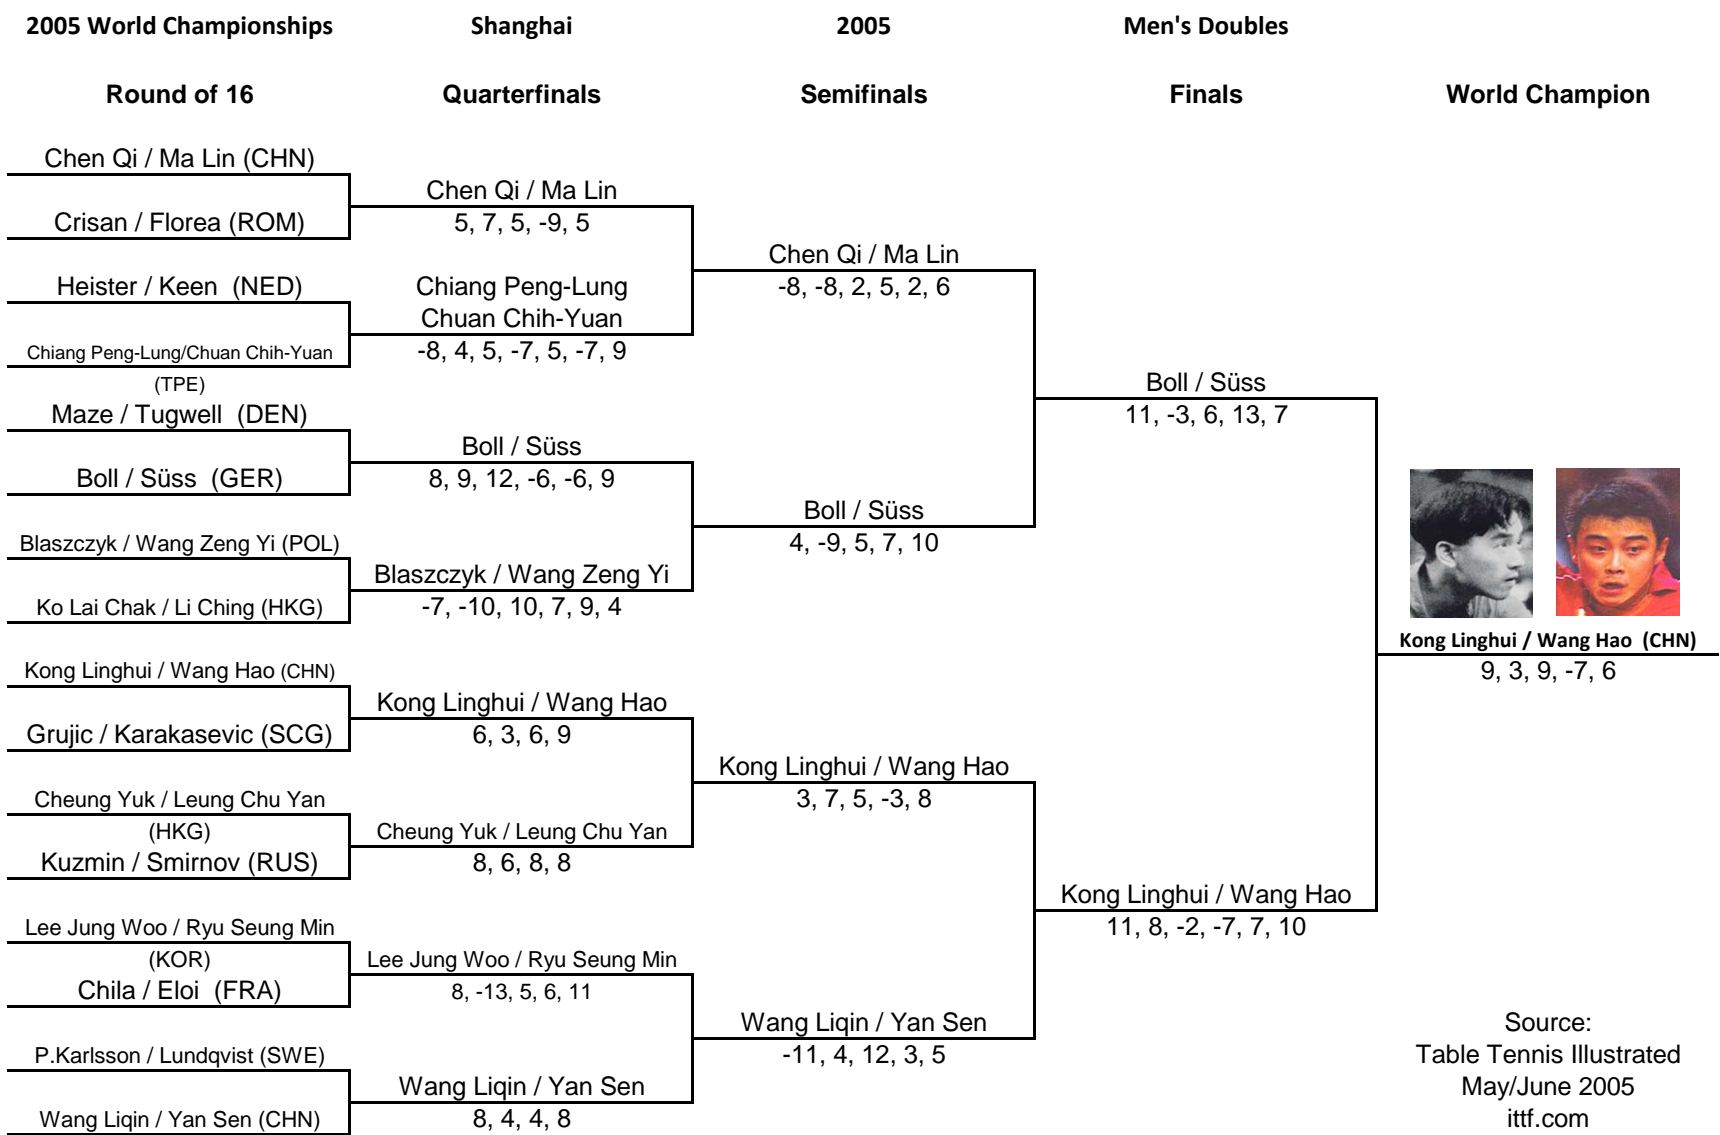 2005 World Championships
Shanghai
2005
Men's Doubles
Round of 16
Quarterfinals
Semifinals
Finals
World Champion
Chen Qi / Ma Lin (CHN)
Crisan / Florea (ROM)
Heister / Keen (NED)
Chiang Peng-Lung/Chuan Chih-Yuan
(TPE)
Maze / Tugwell (DEN)
Boll / Süss (GER)
Blaszczyk / Wang Zeng Yi (POL)
Ko Lai Chak / Li Ching (HKG)
Kong Linghui / Wang Hao (CHN)
Grujic / Karakasevic (SCG)
Cheung Yuk / Leung Chu Yan
(HKG)
Kuzmin / Smirnov (RUS)
Lee Jung Woo / Ryu Seung Min
(KOR)
Chila / Eloi (FRA)
P.Karlsson / Lundqvist (SWE)
Wang Liqin / Yan Sen (CHN)
Chen Qi / Ma Lin
5, 7, 5, -9, 5
Chiang Peng-Lung
Chuan Chih-Yuan
-8, 4, 5, -7, 5, -7, 9
Boll / Süss
8, 9, 12, -6, -6, 9
Blaszczyk / Wang Zeng Yi
-7, -10, 10, 7, 9, 4
Kong Linghui / Wang Hao
6, 3, 6, 9
Cheung Yuk / Leung Chu Yan
8, 6, 8, 8
Lee Jung Woo / Ryu Seung Min
8, -13, 5, 6, 11
Wang Liqin / Yan Sen
8, 4, 4, 8
Chen Qi / Ma Lin
-8, -8, 2, 5, 2, 6
Boll / Süss
4, -9, 5, 7, 10
Kong Linghui / Wang Hao
3, 7, 5, -3, 8
Wang Liqin / Yan Sen
-11, 4, 12, 3, 5
Boll / Süss
11, -3, 6, 13, 7
Kong Linghui / Wang Hao
11, 8, -2, -7, 7, 10
Kong Linghui / Wang Hao (CHN)
9, 3, 9, -7, 6
Source:
Table Tennis Illustrated
May/June 2005
ittf.com